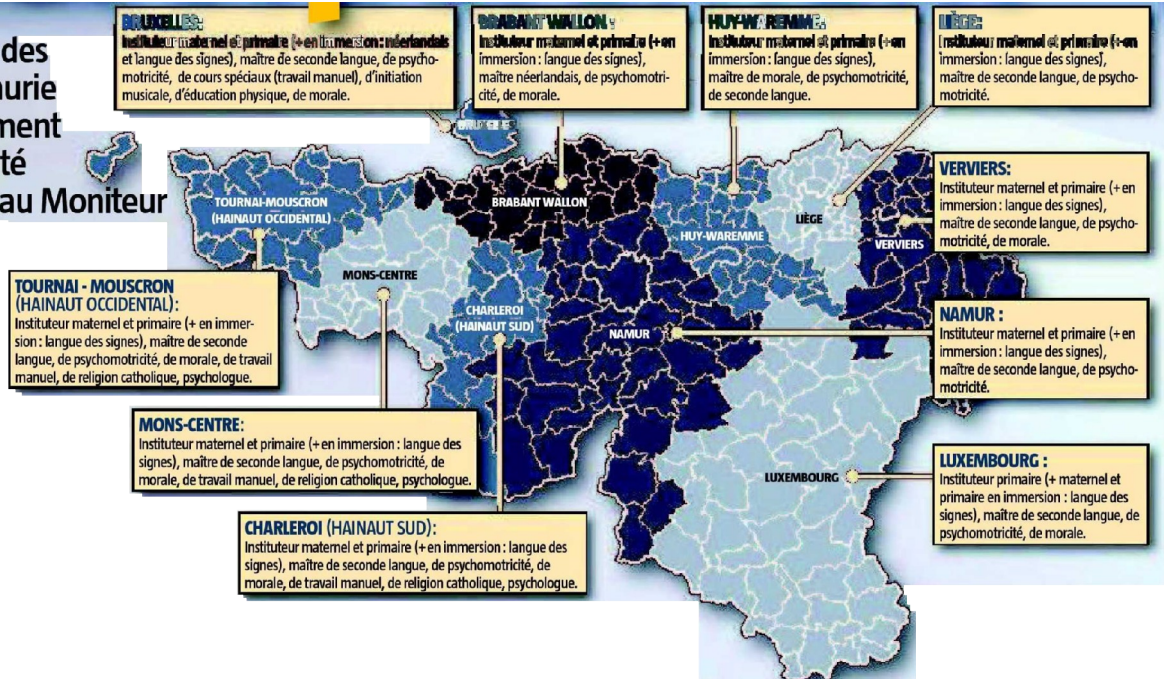 des
urie
ment
té
au Moniteur
BRUXELLES:
Instituteur maternel et primaire (+ en immersion : néerlandais
et langue des signes), maître de seconde langue, de psycho-
motricité, de cours spéciaux (travail manuel), d'initiation
musicale, d'éducation physique, de morale.
BRABANT WALLON :
Instituteur maternel et primaire (+ en
immersion : langue des signes),
maître néerlandais, de psychomotri-
cité, de morale.
HUY-WAREMME:
Instituteur maternel et primaire (+ en
immersion : langue des signes),
maître de morale, de psychomotricité,
de seconde langue.
LIÈGE:
Instituteur maternel et primaire (+ en
immersion : langue des signes),
maître de seconde langue, de psycho-
motricité.
BRUXELLES
TOURNAI-MOUSCRON
(HAINAUT OCCIDENTAL)
BRABANT WALLON
HUY-WAREMME
LIÈGE
VERVIERS
MONS-CENTRE
CHARLEROI
(HAINAUT SUD)
NAMUR
LUXEMBOURG
VERVIERS:
Instituteur maternel et primaire (+ en
immersion : langue des signes),
maître de seconde langue, de psycho-
motricité, de morale.
TOURNAI - MOUSCRON
(HAINAUT OCCIDENTAL):
Instituteur maternel et primaire (+ en immer-
sion : langue des signes), maître de seconde
langue, de psychomotricité, de morale, de travail
manuel, de religion catholique, psychologue.
NAMUR :
Instituteur maternel et primaire (+ en
immersion : langue des signes),
maître de seconde langue, de psycho-
motricité.
MONS-CENTRE:
Instituteur maternel et primaire (+ en immersion : langue des
signes), maître de seconde langue, de psychomotricité, de
morale, de travail manuel, de religion catholique, psychologue.
LUXEMBOURG :
Instituteur primaire (+ maternel et
primaire en immersion : langue des
signes), maître de seconde langue, de
psychomotricité, de morale.
CHARLEROI (HAINAUT SUD):
Instituteur maternel et primaire (+ en immersion : langue des
signes), maître de seconde langue, de psychomotricité, de
morale, de travail manuel, de religion catholique, psychologue.